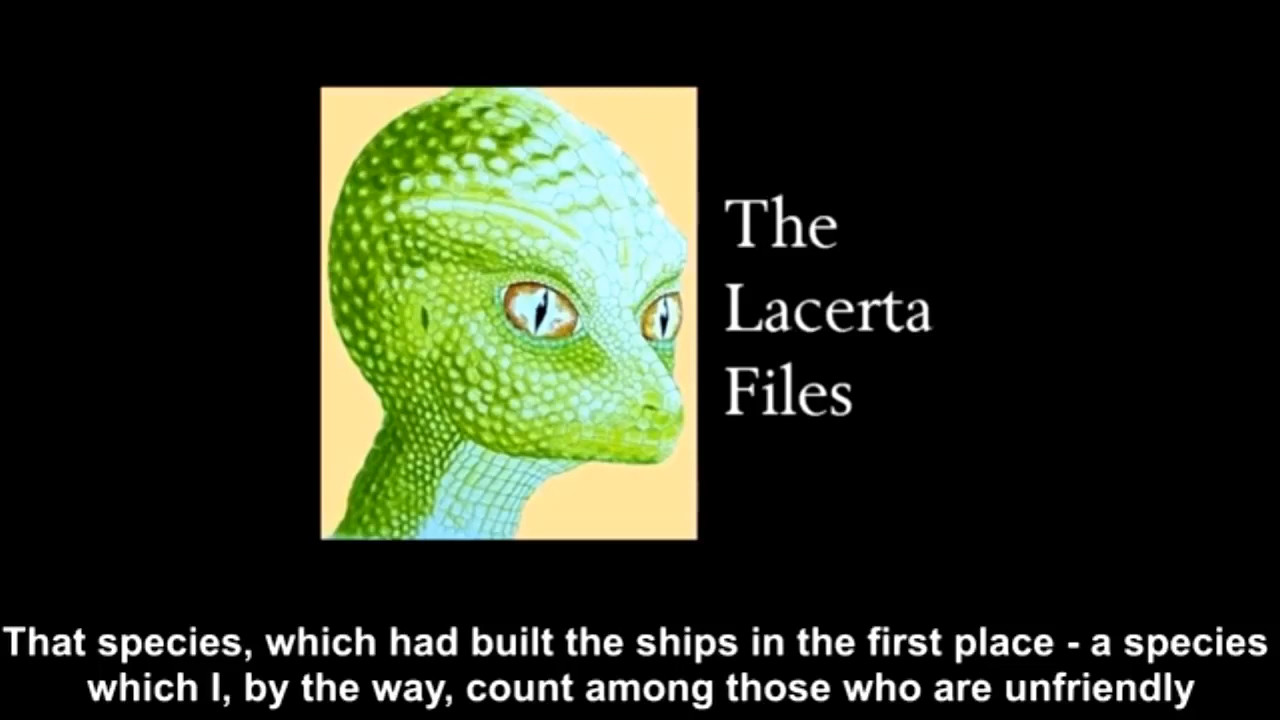 The
Lacerta
Files
That species, which had built the ships in the first place - a species
which I, by the way, count among those who are unfriendly